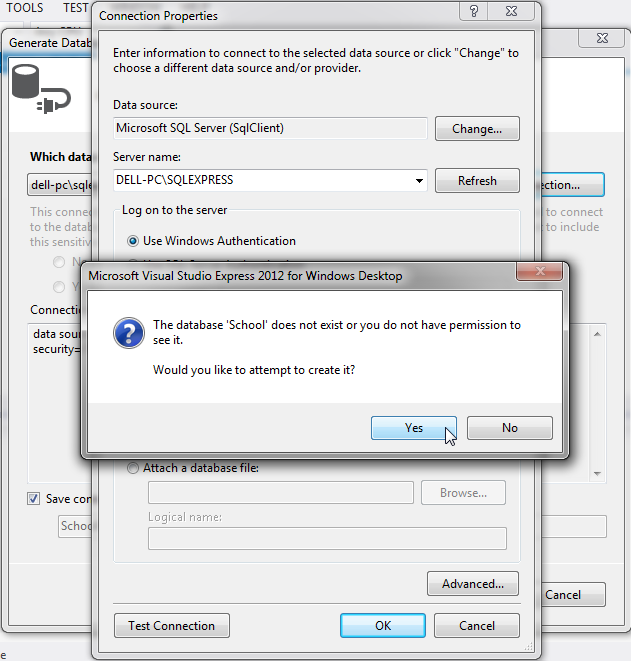 TOOLS TEST
Connection Properties
Generate Datab
Enter information to connect to the selected data source or click "Change" to
choose a different data source and/or provider.
Data source:
Microsoft SQL Server (SqlClient)
Change...
Which data
Server name:
dell-pc\sqle
DELL-PC\SQLEXPRESS
Refresh
ection...
This conne
to connect
to the datab
to include
this sensitiv
Log on to the server
Use Windows Authentication
Microsoft Visual Studio Express 2012 for Windows Desktop
The database 'School' does not exist or you do not have permission to
see it.
Would you like to attempt to create it?
Yes
No
Connection
data sour
security=
Attach a database file:
Browse...
Logical name:
Save con
School
Advanced...
Test Connection
OK
Cancel
Cancel